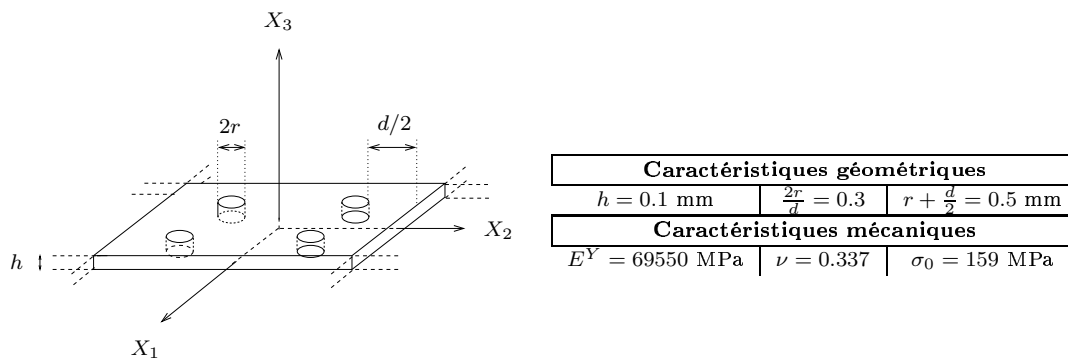 X₃
2r
d/2
X₂
h
X₁
Caractéristiques géométriques
h = 0.1 mm 2r/d = 0.3 r + d/2 = 0.5 mm
Caractéristiques mécaniques
Eʸ = 69550 MPa ν = 0.337 σ₀ = 159 MPa